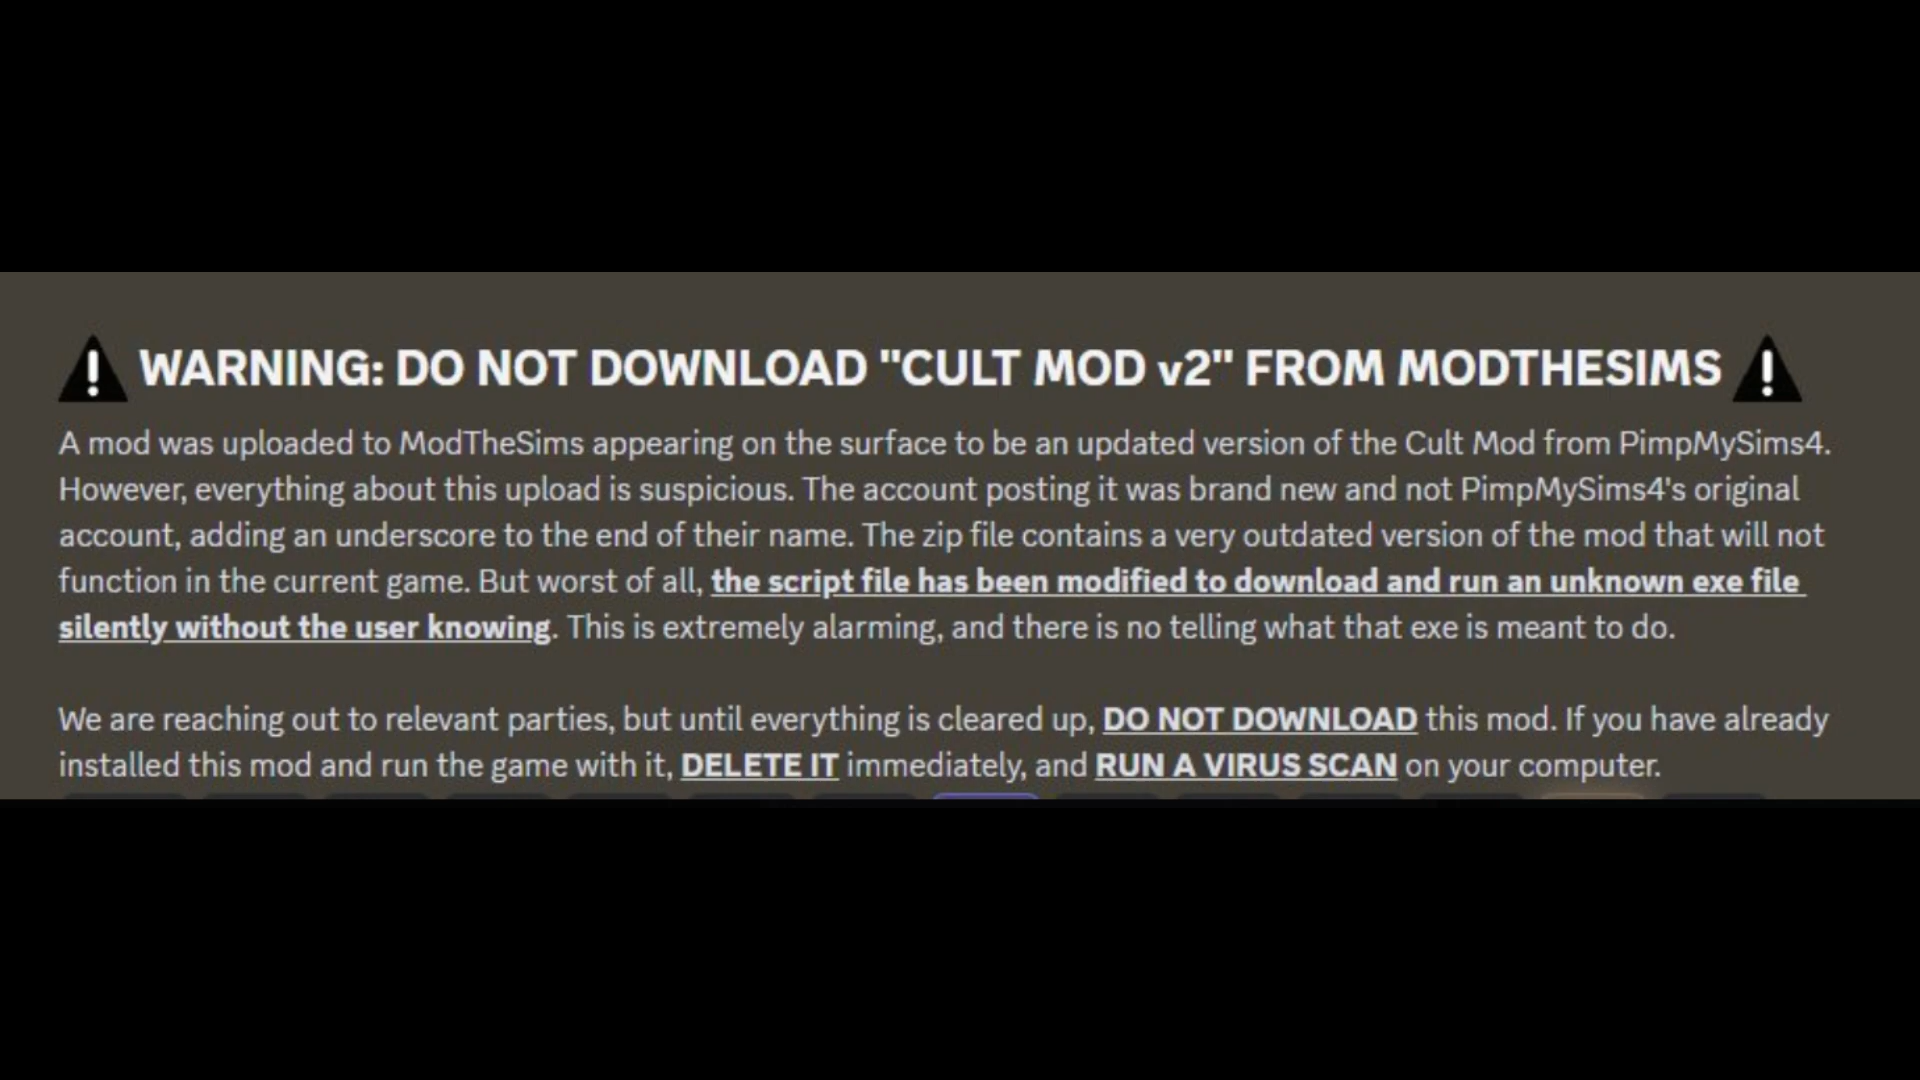 ⚠ WARNING: DO NOT DOWNLOAD "CULT MOD v2" FROM MODTHESIMS ⚠
A mod was uploaded to ModTheSims appearing on the surface to be an updated version of the Cult Mod from PimpMySims4.
However, everything about this upload is suspicious. The account posting it was brand new and not PimpMySims4's original
account, adding an underscore to the end of their name. The zip file contains a very outdated version of the mod that will not
function in the current game. But worst of all, the script file has been modified to download and run an unknown exe file
silently without the user knowing. This is extremely alarming, and there is no telling what that exe is meant to do.
We are reaching out to relevant parties, but until everything is cleared up, DO NOT DOWNLOAD this mod. If you have already
installed this mod and run the game with it, DELETE IT immediately, and RUN A VIRUS SCAN on your computer.